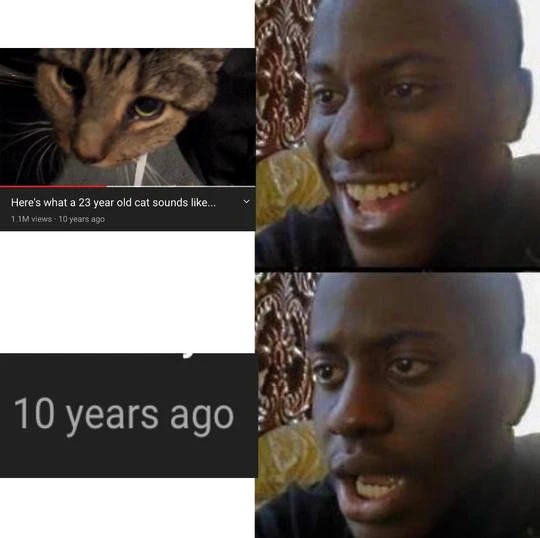 Here's what a 23 year old cat sounds like...
1.1M views · 10 years ago
10 years ago